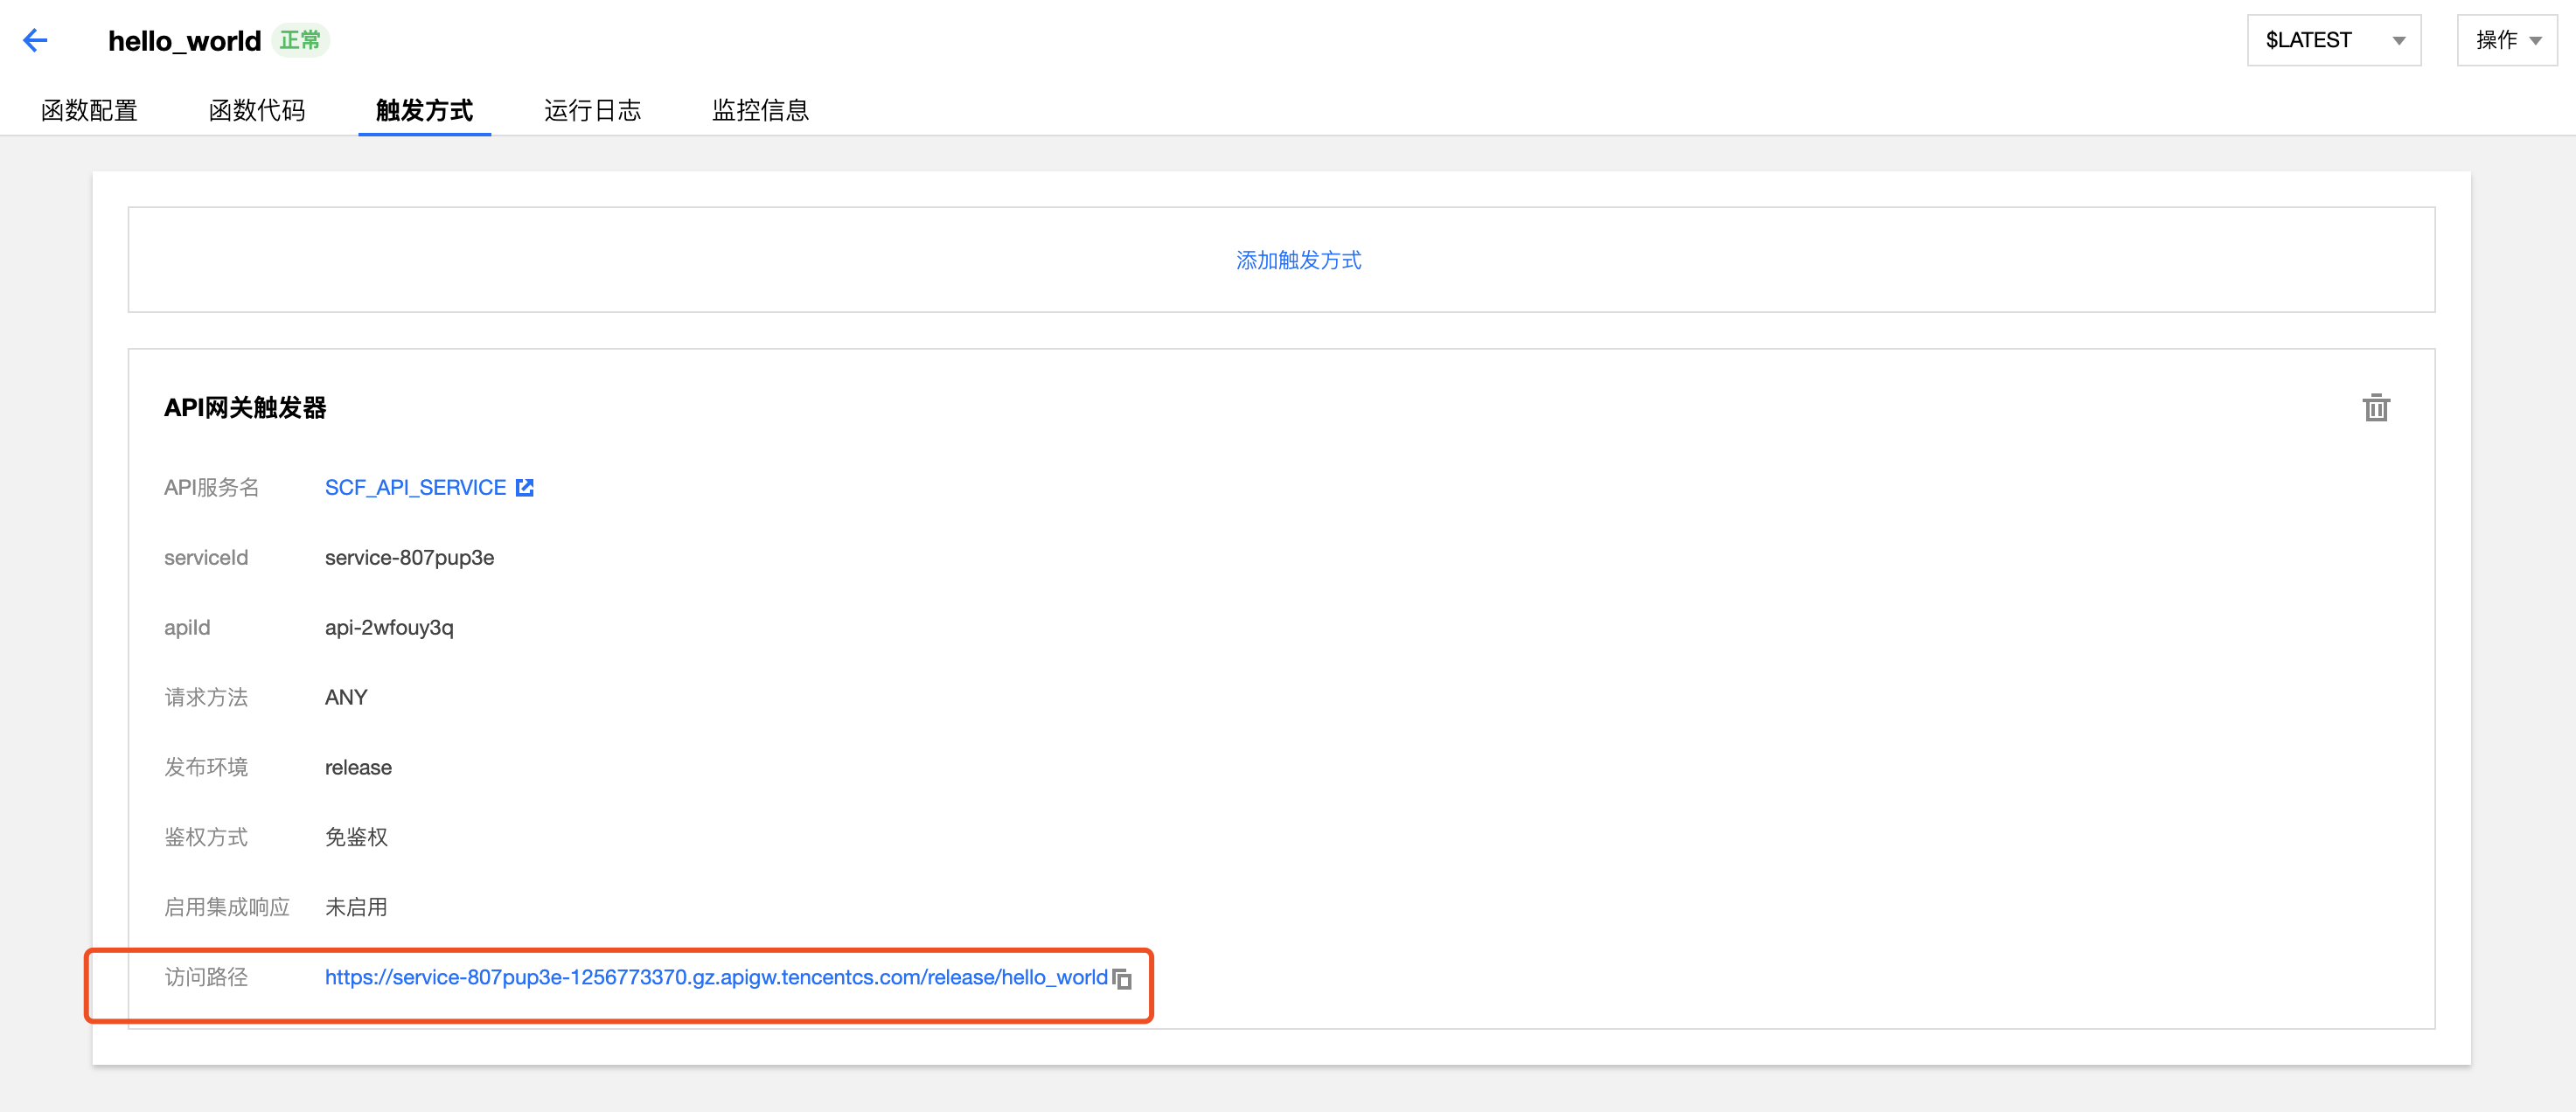 hello_world 正常 $LATEST 操作
函数配置 函数代码 触发方式 运行日志 监控信息
添加触发方式
API网关触发器
API服务名 SCF_API_SERVICE
serviceId service-807pup3e
apiId api-2wfouy3q
请求方法 ANY
发布环境 release
鉴权方式 免鉴权
启用集成响应 未启用
访问路径 https://service-807pup3e-1256773370.gz.apigw.tencentcs.com/release/hello_world